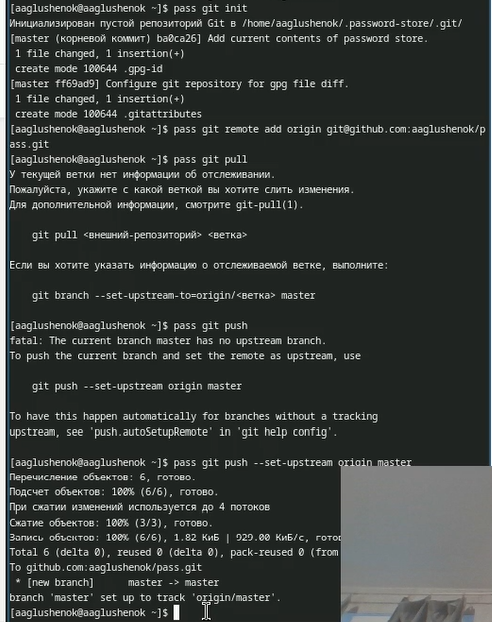 [aaglushenok@aaglushenok ~]$ pass git init
Инициализирован пустой репозиторий Git в /home/aaglushenok/.password-store/.git/
[master (корневой коммит) ba0ca26] Add current contents of password store.
 1 file changed, 1 insertion(+)
 create mode 100644 .gpg-id
[master ff69ad9] Configure git repository for gpg file diff.
 1 file changed, 1 insertion(+)
 create mode 100644 .gitattributes
[aaglushenok@aaglushenok ~]$ pass git remote add origin git@github.com:aaglushenok/p
ass.git
[aaglushenok@aaglushenok ~]$ pass git pull
У текущей ветки нет информации об отслеживании.
Пожалуйста, укажите с какой веткой вы хотите слить изменения.
Для дополнительной информации, смотрите git-pull(1).
    git pull <внешний-репозиторий> <ветка>
Если вы хотите указать информацию о отслеживаемой ветке, выполните:
    git branch --set-upstream-to=origin/<ветка> master
[aaglushenok@aaglushenok ~]$ pass git push
fatal: The current branch master has no upstream branch.
To push the current branch and set the remote as upstream, use
    git push --set-upstream origin master
To have this happen automatically for branches without a tracking
upstream, see 'push.autoSetupRemote' in 'git help config'.
[aaglushenok@aaglushenok ~]$ pass git push --set-upstream origin master
Перечисление объектов: 6, готово.
Подсчет объектов: 100% (6/6), готово.
При сжатии изменений используется до 4 потоков
Сжатие объектов: 100% (3/3), готово.
Запись объектов: 100% (6/6), 1.82 КиБ | 929.00 КиБ/с, гото
Total 6 (delta 0), reused 0 (delta 0), pack-reused 0 (from
To github.com:aaglushenok/pass.git
 * [new branch]      master -> master
branch 'master' set up to track 'origin/master'.
[aaglushenok@aaglushenok ~]$